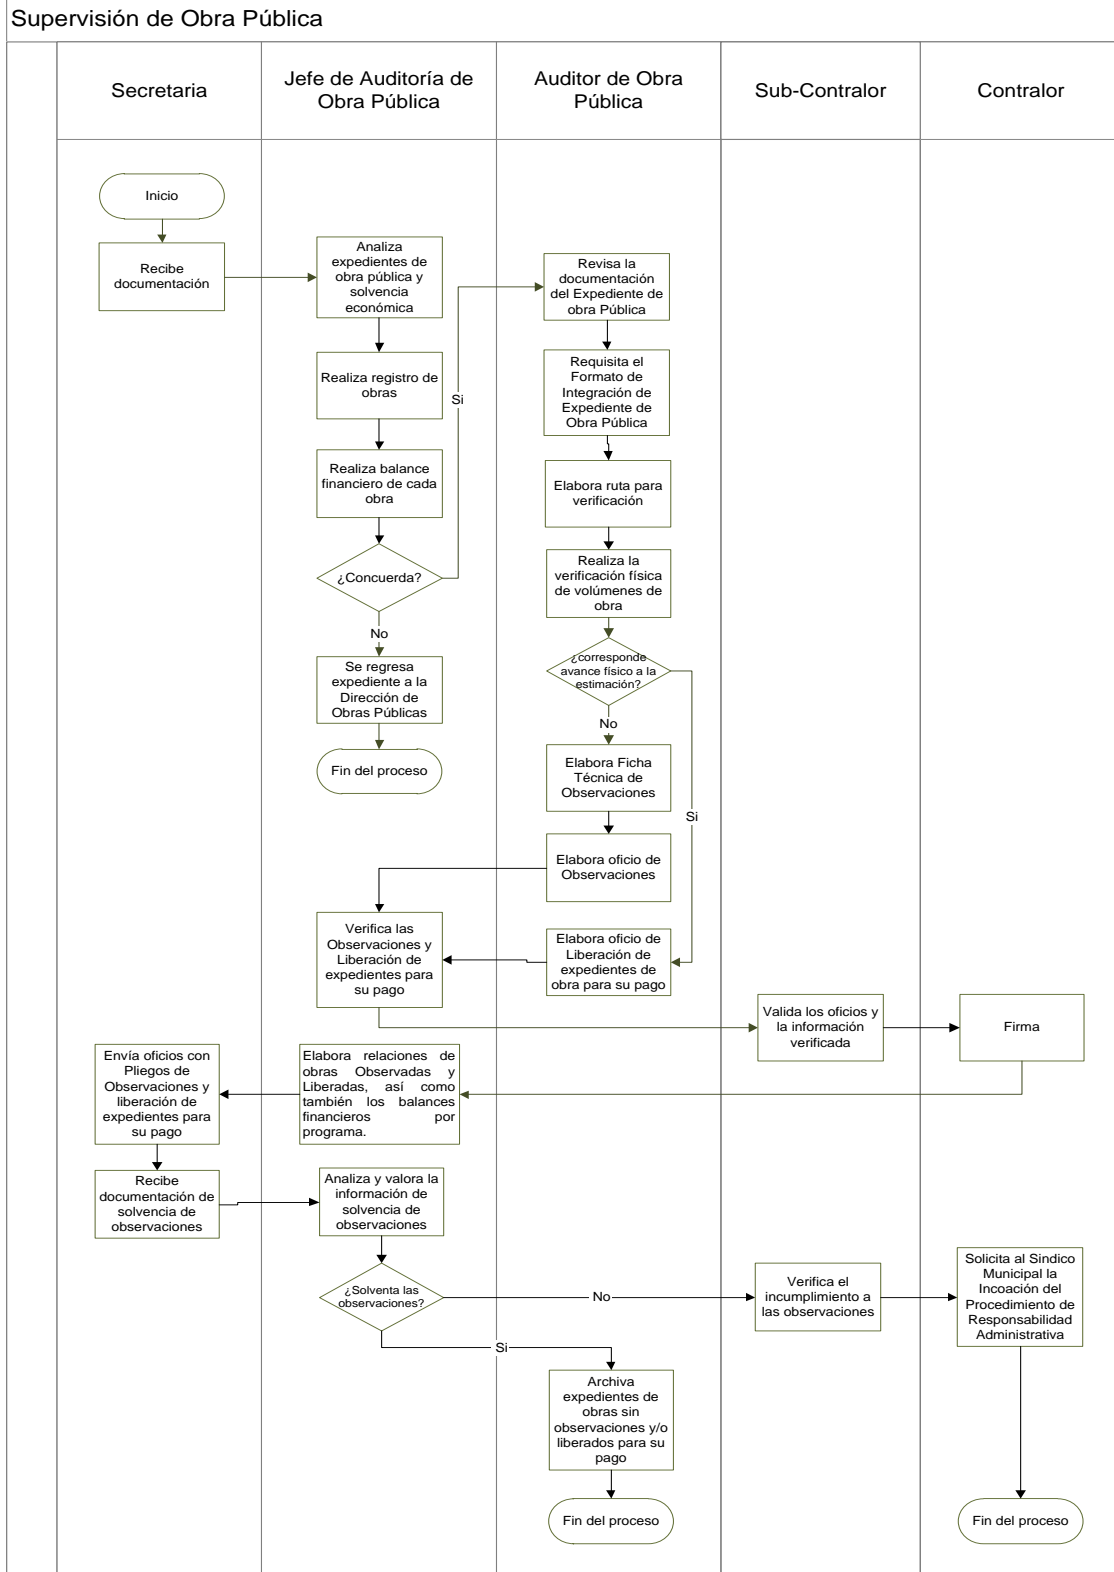 Supervisión de Obra Pública
Secretaria
Jefe de Auditoría de
Obra Pública
Auditor de Obra
Pública
Sub-Contralor
Contralor
Inicio
Recibe
documentación
Analiza
expedientes de
obra pública y
solvencia
económica
Realiza registro de
obras
Realiza balance
financiero de cada
obra
¿Concuerda?
Si
No
Se regresa
expediente a la
Dirección de
Obras Públicas
Fin del proceso
Revisa la
documentación
del Expediente de
obra Pública
Requisita el
Formato de
Integración de
Expediente de
Obra Pública
Elabora ruta para
verificación
Realiza la
verificación física
de volúmenes de
obra
¿corresponde
avance físico a la
estimación?
No
Si
Elabora Ficha
Técnica de
Observaciones
Elabora oficio de
Observaciones
Elabora oficio de
Liberación de
expedientes de
obra para su pago
Verifica las
Observaciones y
Liberación de
expedientes para
su pago
Valida los oficios y
la información
verificada
Firma
Elabora relaciones de
obras Observadas y
Liberadas, así como
también los balances
financieros por
programa.
Envía oficios con
Pliegos de
Observaciones y
liberación de
expedientes para
su pago
Recibe
documentación de
solvencia de
observaciones
Analiza y valora la
información de
solvencia de
observaciones
¿Solventa las
observaciones?
No
Si
Verifica el
incumplimiento a
las observaciones
Solicita al Sindico
Municipal la
Incoación del
Procedimiento de
Responsabilidad
Administrativa
Archiva
expedientes de
obras sin
observaciones y/o
liberados para su
pago
Fin del proceso
Fin del proceso